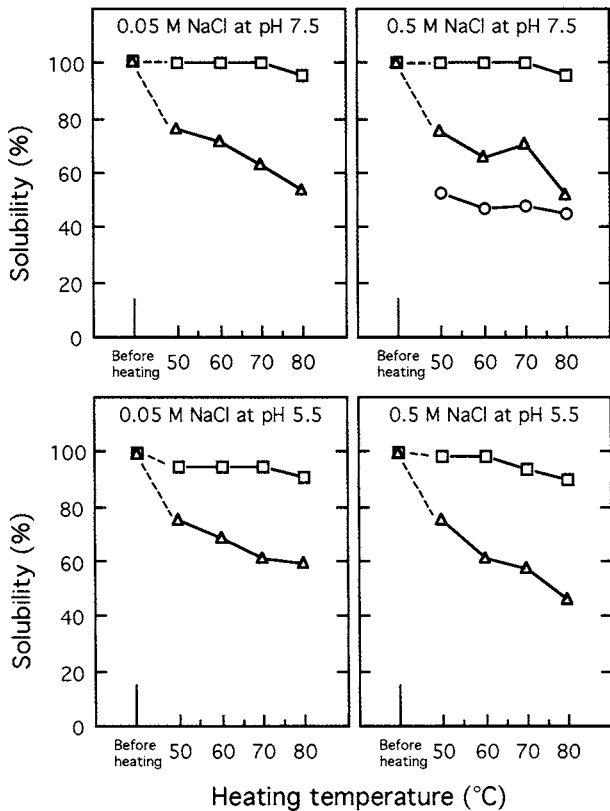 0.05 M NaCl at pH 7.5
0.5 M NaCl at pH 7.5
100
80
60
40
20
0
Solubility (%)
Before heating 50 60 70 80
Before heating 50 60 70 80
0.05 M NaCl at pH 5.5
0.5 M NaCl at pH 5.5
100
80
60
40
20
0
Solubility (%)
Before heating 50 60 70 80
Before heating 50 60 70 80
Heating temperature (°C)